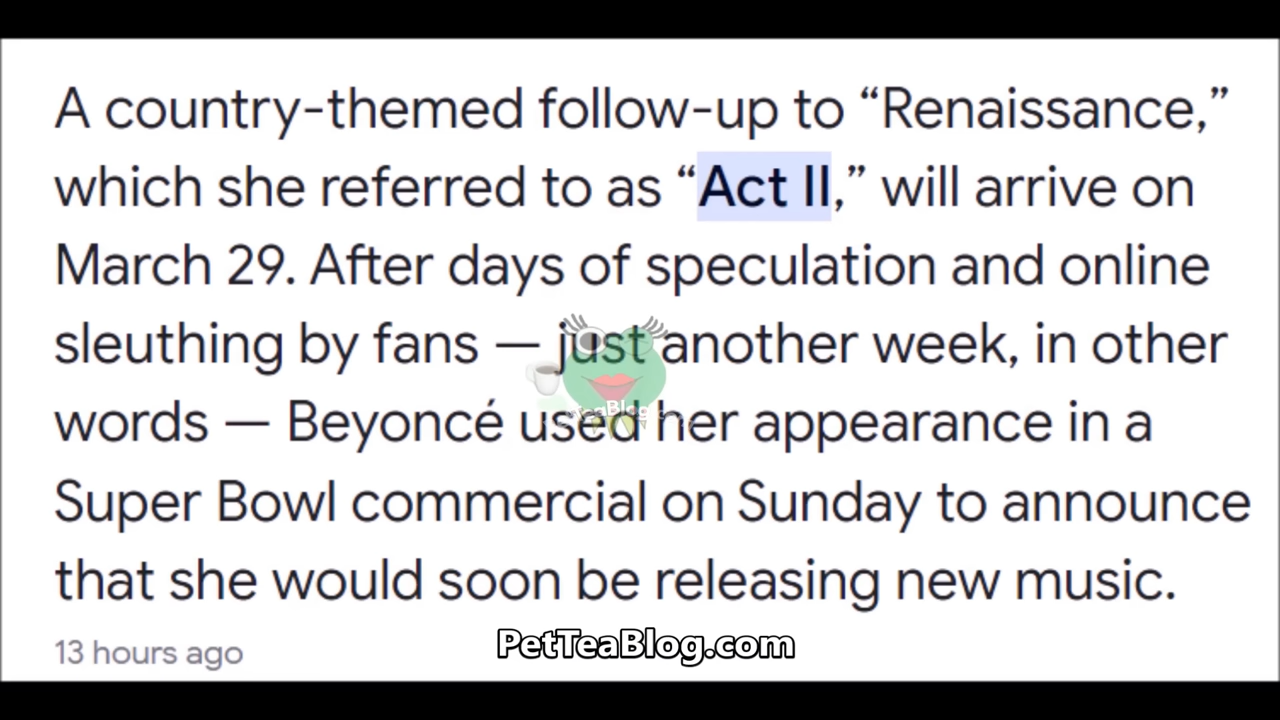 A country-themed follow-up to “Renaissance,”
which she referred to as “Act II,” will arrive on
March 29. After days of speculation and online
sleuthing by fans — just another week, in other
words — Beyoncé used her appearance in a
Super Bowl commercial on Sunday to announce
that she would soon be releasing new music.
13 hours ago
PetTeaBlog.com